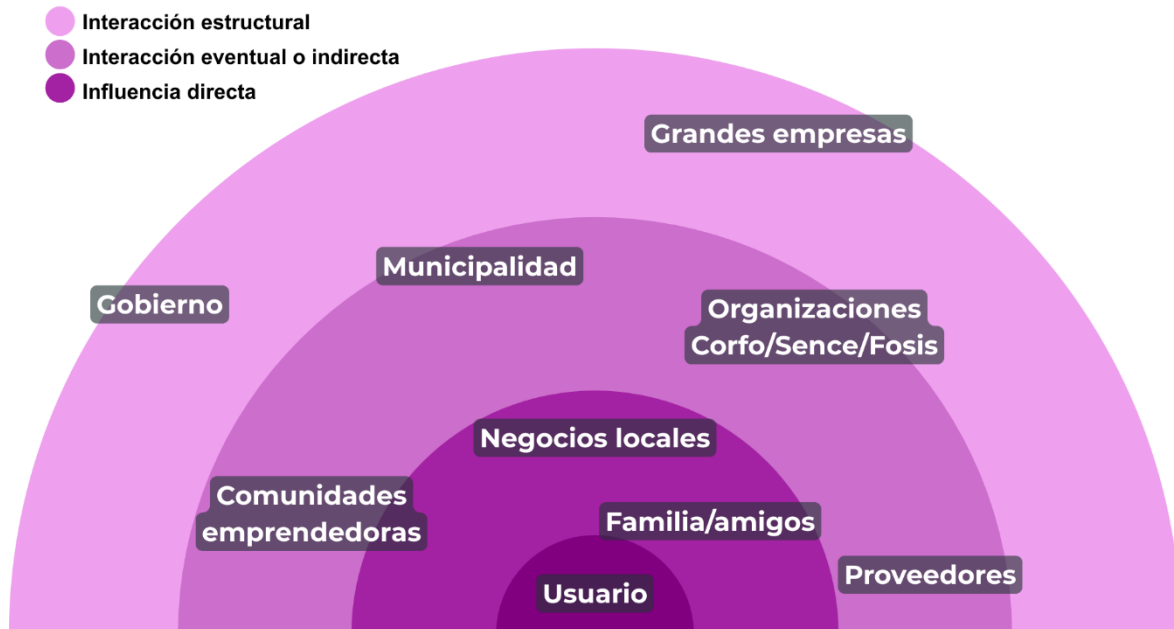 Interacción estructural
Interacción eventual o indirecta
Influencia directa
Grandes empresas
Municipalidad
Gobierno
Organizaciones
Corfo/Sence/Fosis
Negocios locales
Comunidades
emprendedoras
Familia/amigos
Proveedores
Usuario